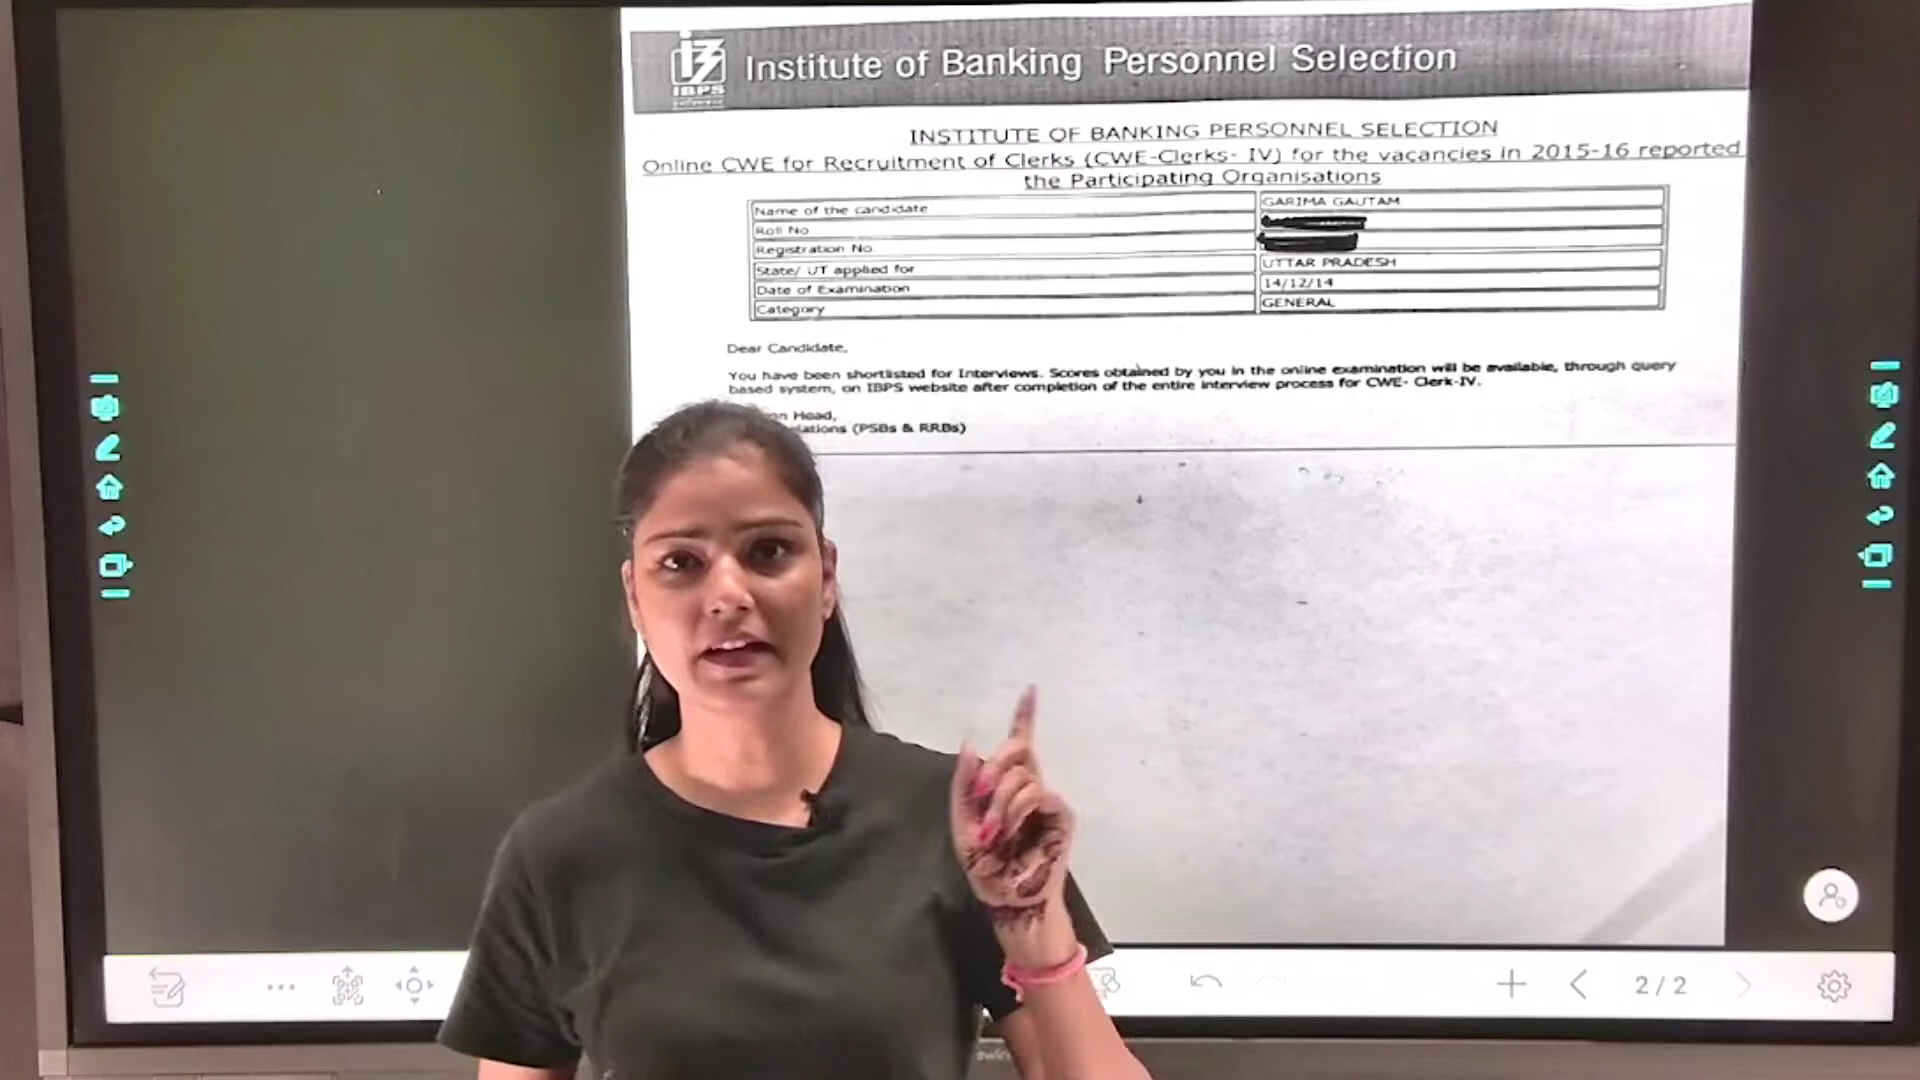 IBPS
Institute of Banking Personnel Selection
INSTITUTE OF BANKING PERSONNEL SELECTION
Online CWE for Recruitment of Clerks (CWE-Clerks- IV) for the vacancies in 2015-16 reported
the Participating Organisations
Name of the candidate GARIMA GAUTAM
Roll No
Registration No.
State/ UT applied for UTTAR PRADESH
Date of Examination 14/12/14
Category GENERAL
Dear Candidate,
You have been shortlisted for Interviews. Scores obtained by you in the online examination will be available, through query
based system, on IBPS website after completion of the entire interview process for CWE- Clerk-IV.
Head,
(PSBs & RRBs)
2/2